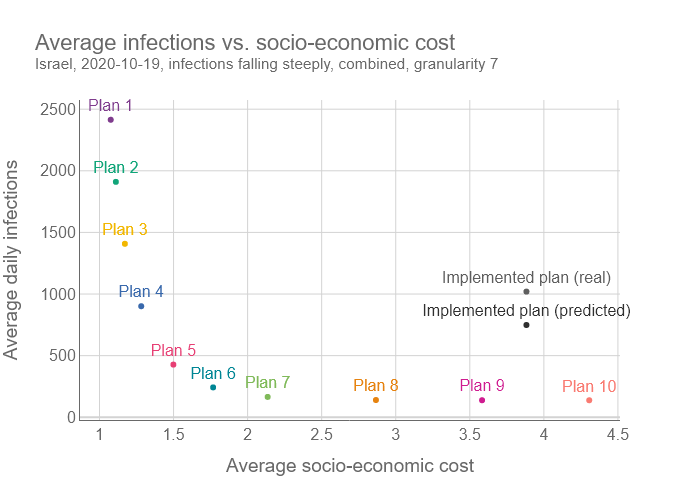 Average infections vs. socio-economic cost
Israel, 2020-10-19, infections falling steeply, combined, granularity 7
Average daily infections
2500
2000
1500
1000
500
0
Plan 1
Plan 2
Plan 3
Plan 4
Plan 5
Plan 6
Plan 7
Plan 8
Plan 9
Plan 10
Implemented plan (real)
Implemented plan (predicted)
1
1.5
2
2.5
3
3.5
4
4.5
Average socio-economic cost